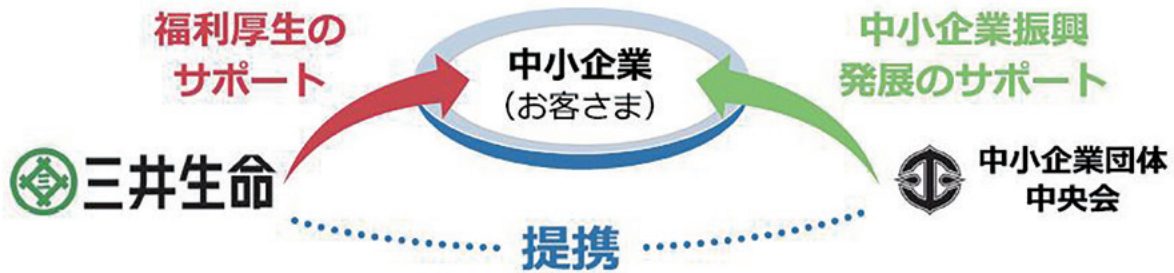 福利厚生の
サポート
中小企業
（お客さま）
中小企業振興
発展のサポート
三井生命
中小企業団体
中央会
提携